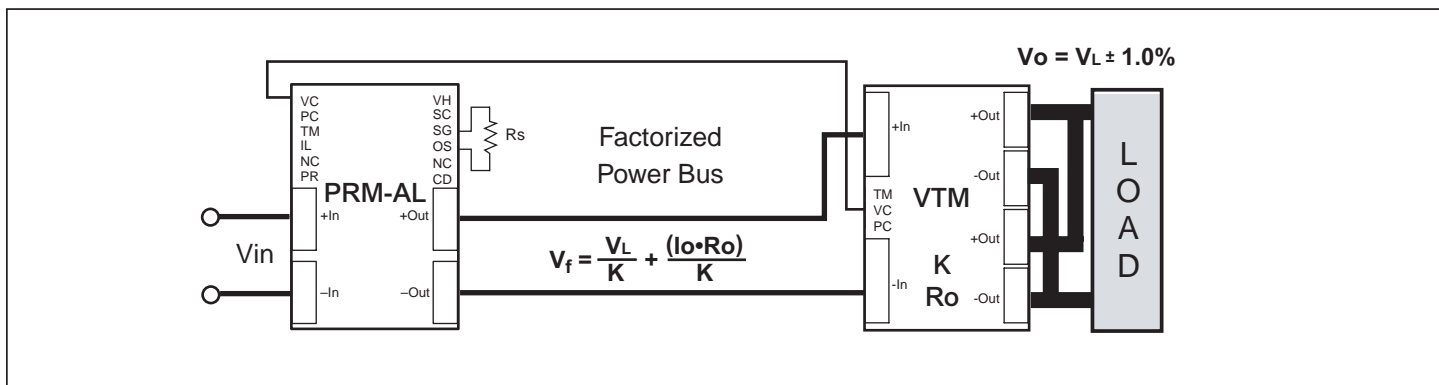 Vo = VL ± 1.0%
VC
PC
TM
IL
NC
PR
VH
SC
SG
OS
NC
CD
Rs
PRM-AL
+In
+Out
–In
–Out
Vin
Factorized
Power Bus
Vf = VL/K + (Io•Ro)/K
+In
TM
VC
PC
-In
VTM
K
Ro
+Out
-Out
+Out
-Out
L
O
A
D